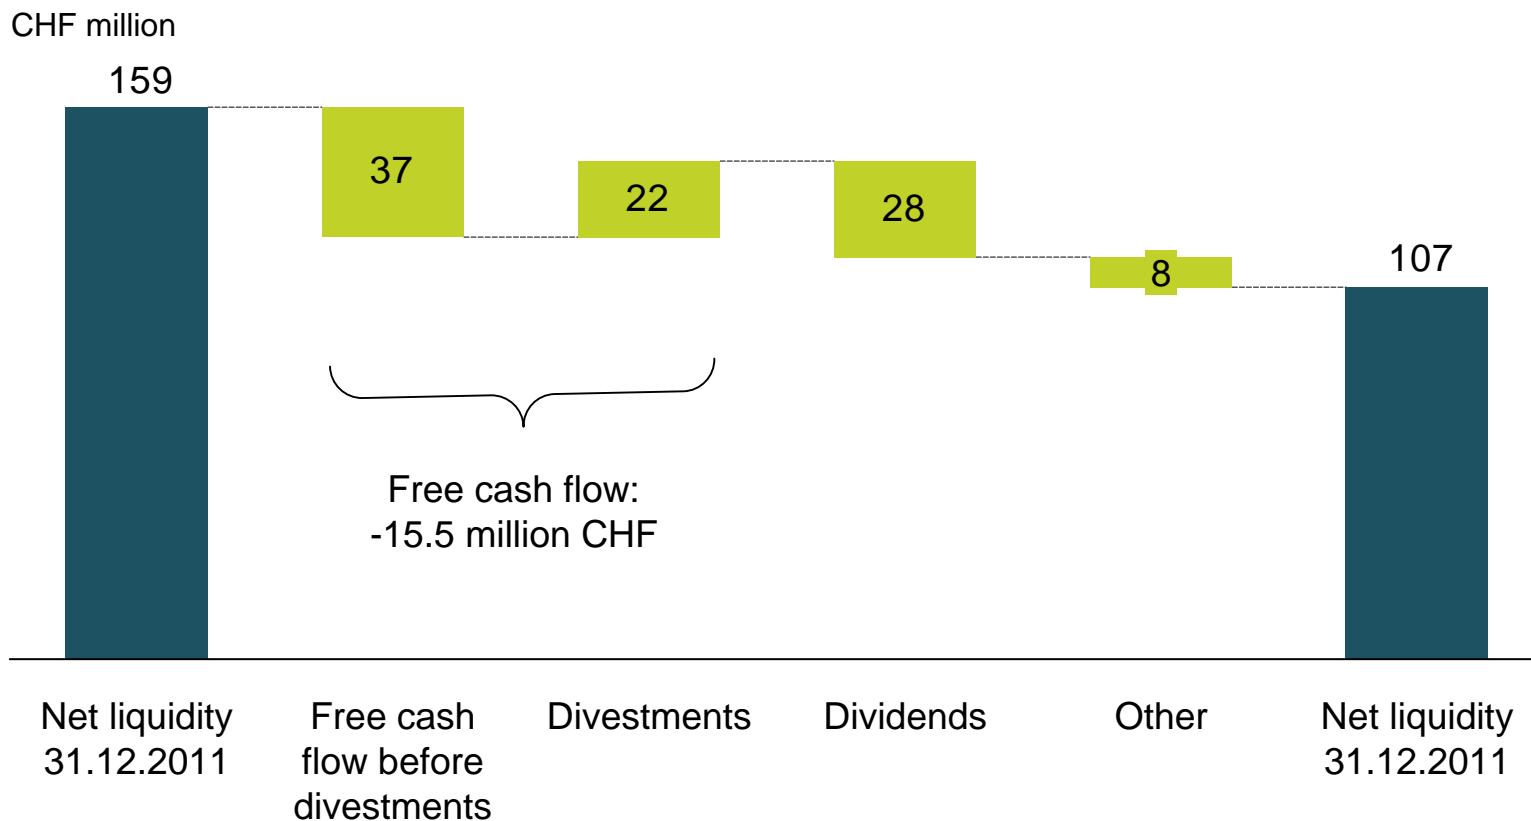 CHF million
159
37
22
28
8
107
Free cash flow:
-15.5 million CHF
Net liquidity
31.12.2011
Free cash
flow before
divestments
Divestments
Dividends
Other
Net liquidity
31.12.2011